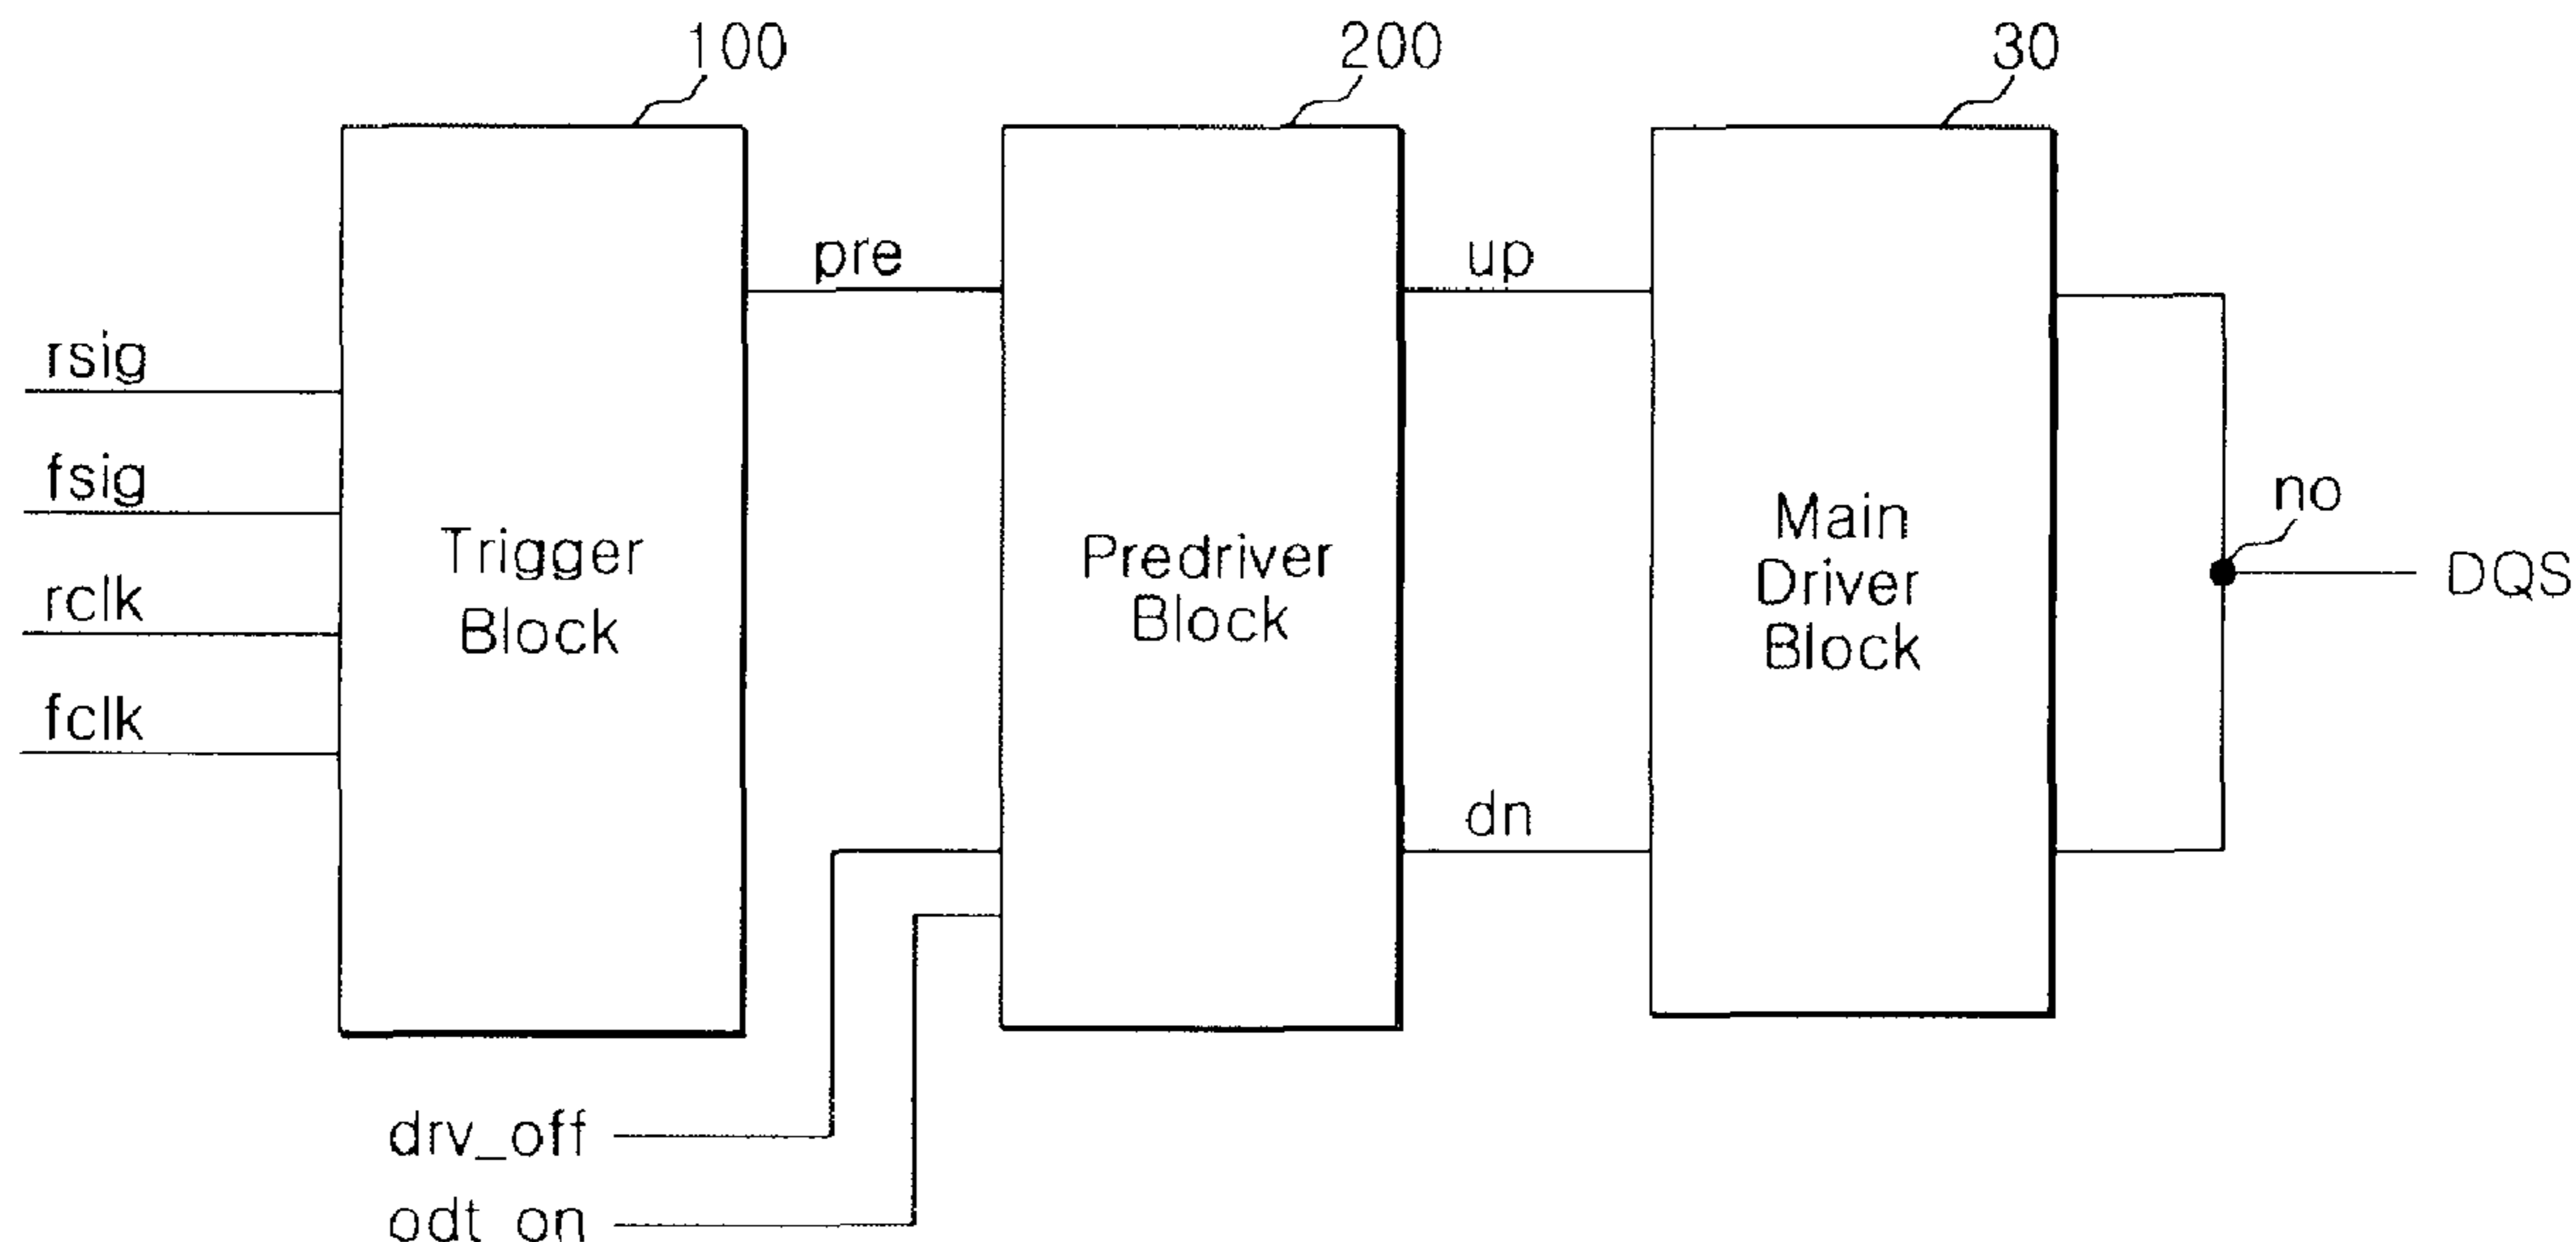 100
200
30
pre
up
rsig
fsig
rclk
fclk
Trigger
Block
Predriver
Block
Main
Driver
Block
no
DQS
dn
drv_off
odt_on